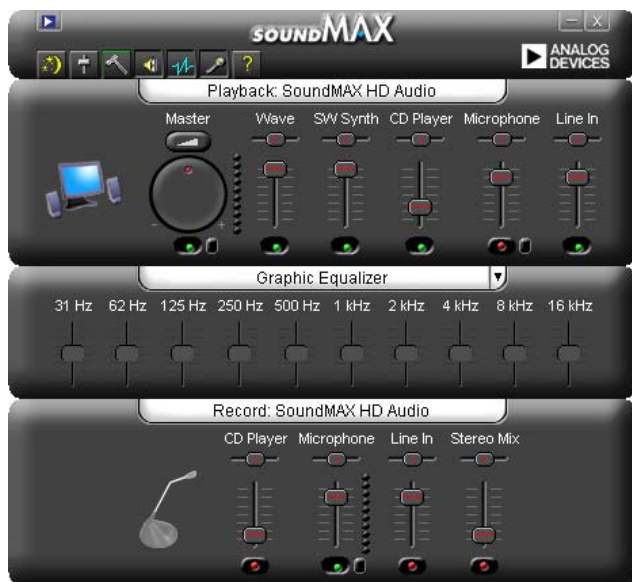 SOUNDMAX
ANALOG
DEVICES
?
Playback: SoundMAX HD Audio
Master Wave SW Synth CD Player Microphone Line In
- +
Graphic Equalizer
31 Hz 62 Hz 125 Hz 250 Hz 500 Hz 1 kHz 2 kHz 4 kHz 8 kHz 16 kHz
Record: SoundMAX HD Audio
CD Player Microphone Line In Stereo Mix